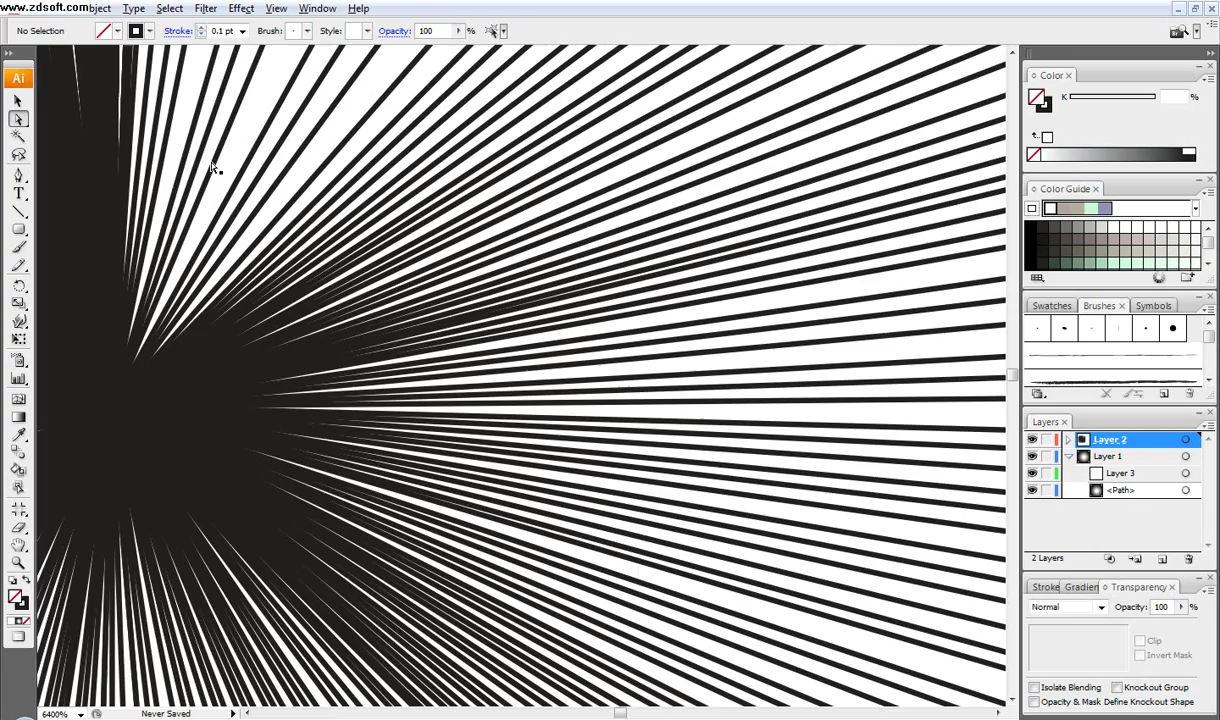 www.zdsoft.com bject Type Select Filter Effect View Window Help
No Selection Stroke: 0.1 pt Brush: Style: Opacity: 100 %
Ai
T
Color
K %
Color Guide
Swatches Brushes Symbols
Layers
Layer 2
Layer 1
Layer 3
<Path>
2 Layers
Stroke Gradien Transparency
Normal Opacity: 100 %
Clip
Invert Mask
Isolate Blending Knockout Group
Opacity & Mask Define Knockout Shape
6400% Never Saved